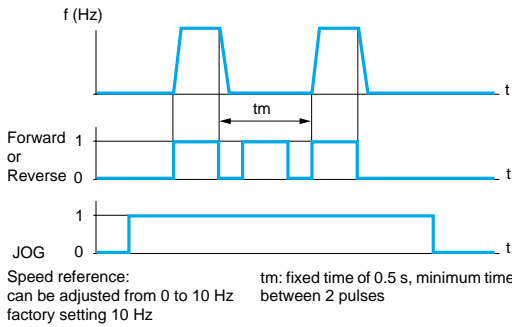 f (Hz)
t
tm
Forward 1
or
Reverse 0
t
1
JOG 0
t
Speed reference:
can be adjusted from 0 to 10 Hz
factory setting 10 Hz
tm: fixed time of 0.5 s, minimum time
between 2 pulses